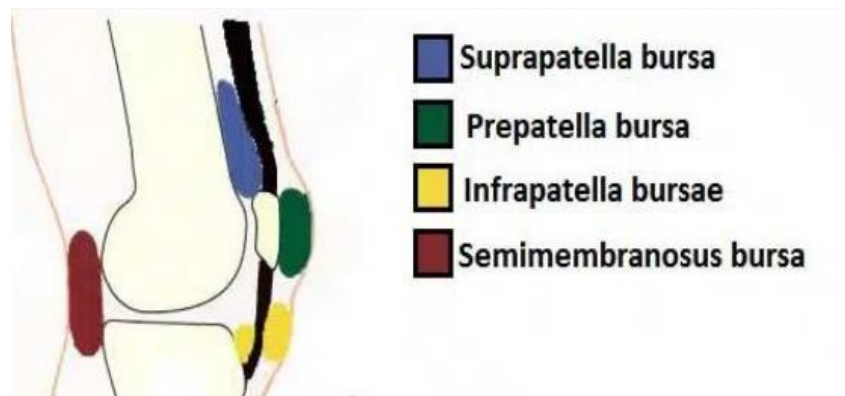 Suprapatella bursa
Prepatella bursa
Infrapatella bursae
Semimembranosus bursa